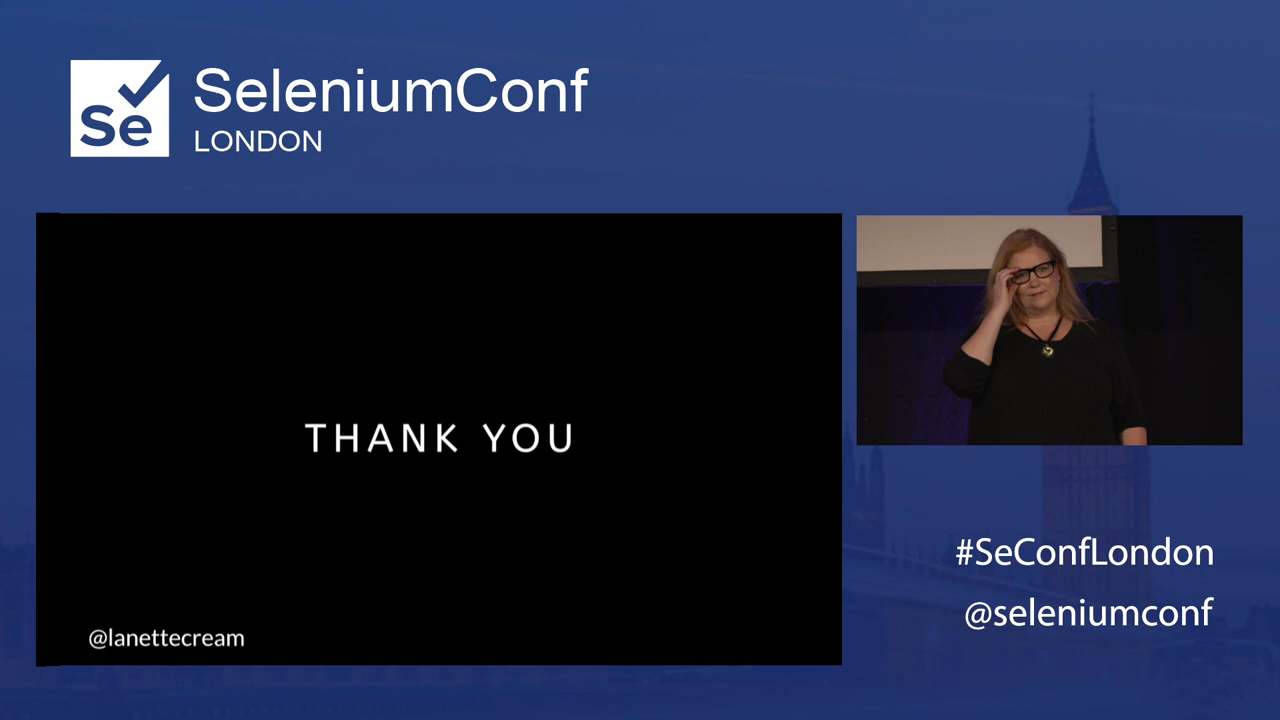 Se
SeleniumConf
LONDON
THANK YOU
@lanettecream
#SeConfLondon
@seleniumconf